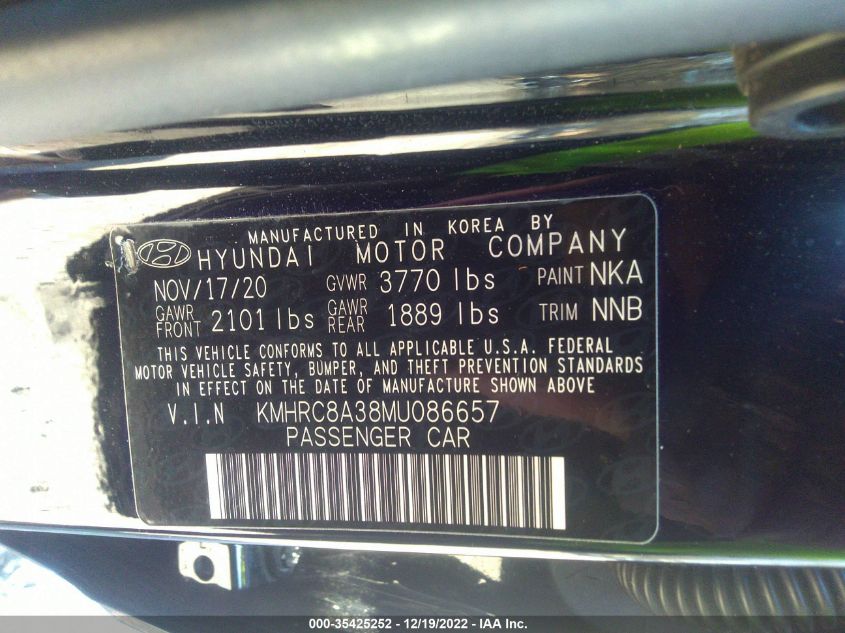 MANUFACTURED IN KOREA BY
HYUNDAI MOTOR COMPANY
NOV/17/20 GVWR 3770 lbs PAINT NKA
GAWR FRONT 2101 lbs GAWR REAR 1889 lbs TRIM NNB
THIS VEHICLE CONFORMS TO ALL APPLICABLE U.S.A. FEDERAL
MOTOR VEHICLE SAFETY, BUMPER, AND THEFT PREVENTION STANDARDS
IN EFFECT ON THE DATE OF MANUFACTURE SHOWN ABOVE
V.I.N KMHRC8A38MU086657
PASSENGER CAR
000-35425252 - 12/19/2022 - IAA Inc.